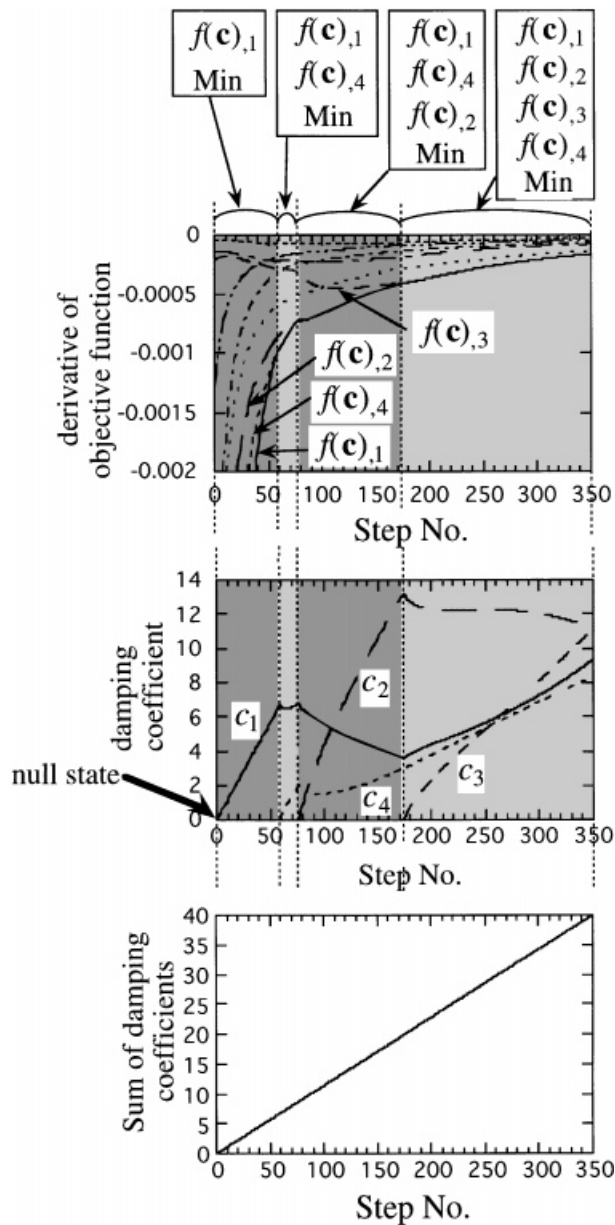 f(c),1
Min
f(c),1
f(c),4
Min
f(c),1
f(c),4
f(c),2
Min
f(c),1
f(c),2
f(c),3
f(c),4
Min
derivative of
objective function
0
-0.0005
-0.001
-0.0015
-0.002
f(c),3
f(c),2
f(c),4
f(c),1
0 50 100 150 200 250 300 350
Step No.
damping
coefficient
14
12
10
8
6
4
2
0
c1
c2
c3
c4
null state
0 50 100 150 200 250 300 350
Step No.
Sum of damping
coefficients
40
35
30
25
20
15
10
5
0
0 50 100 150 200 250 300 350
Step No.